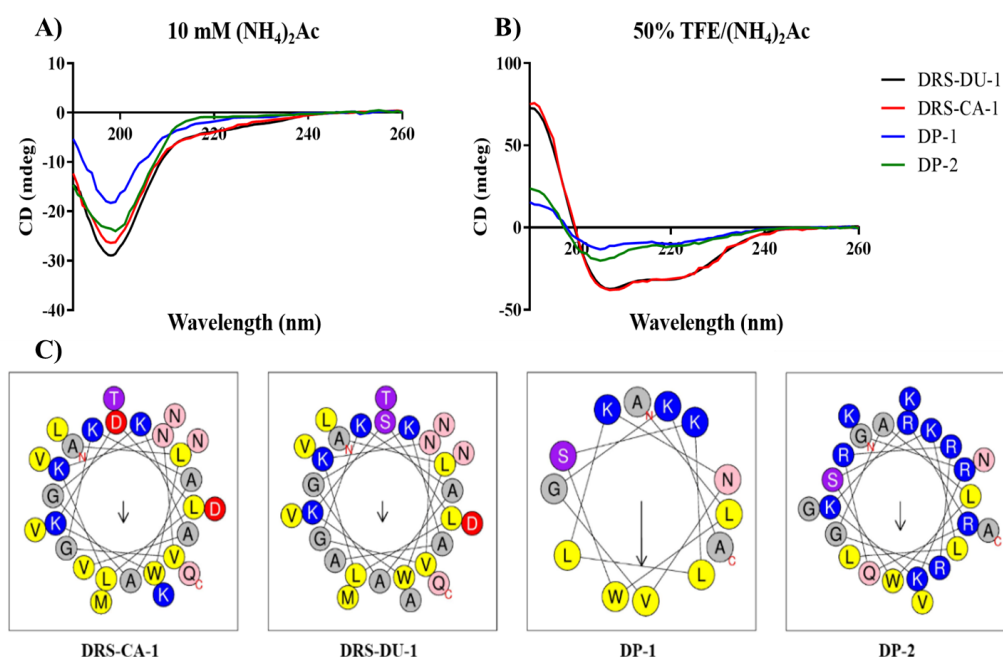 A)
10 mm (NH4)2Ac
CD (mdeg)
10
0
-10
-20
-30
-40
200
220
240
260
Wavelength (nm)
B)
50% TFE/(NH4)2Ac
CD (mdeg)
100
50
0
-50
200
220
240
260
Wavelength (nm)
DRS-DU-1
DRS-CA-1
DP-1
DP-2
C)
T
L K D K N
A N N N
V K L
G A
V K L D
G A
V V
L A W Q C
M K
DRS-CA-1
T
L K S K N
A N N N
V K L
G A
V K L D
G A
A V
L A W Q C
M A
DRS-DU-1
K A N K K
S N
G L
A C
L L
W V
DP-1
K
K A R K
G N R
R R N
S L
G K R A C
G L
L R
Q W K
V
DP-2